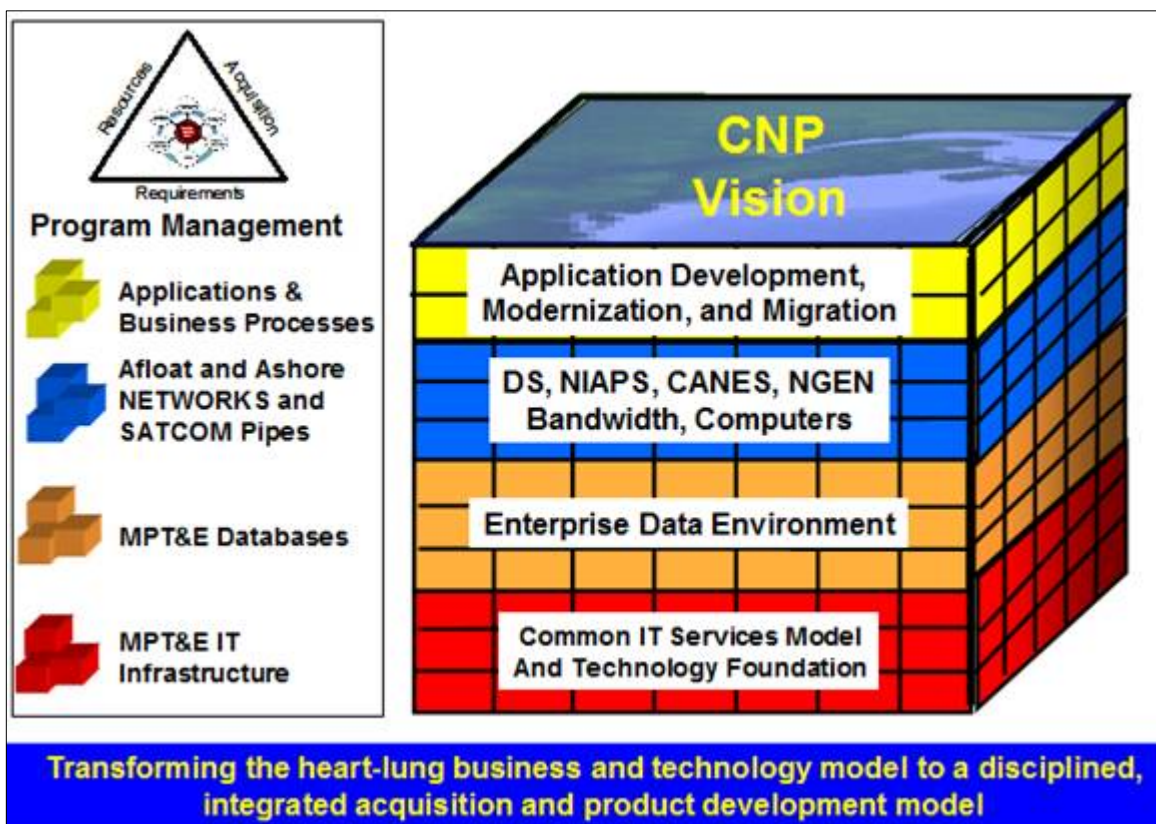 Resources
Acquisition
Requirements
Program Management
Applications &
Business Processes
Afloat and Ashore
NETWORKS and
SATCOM Pipes
MPT&E Databases
MPT&E IT
Infrastructure
CNP
Vision
Application Development,
Modernization, and Migration
DS, NIAPS, CANES, NGEN
Bandwidth, Computers
Enterprise Data Environment
Common IT Services Model
And Technology Foundation
Transforming the heart-lung business and technology model to a disciplined,
integrated acquisition and product development model